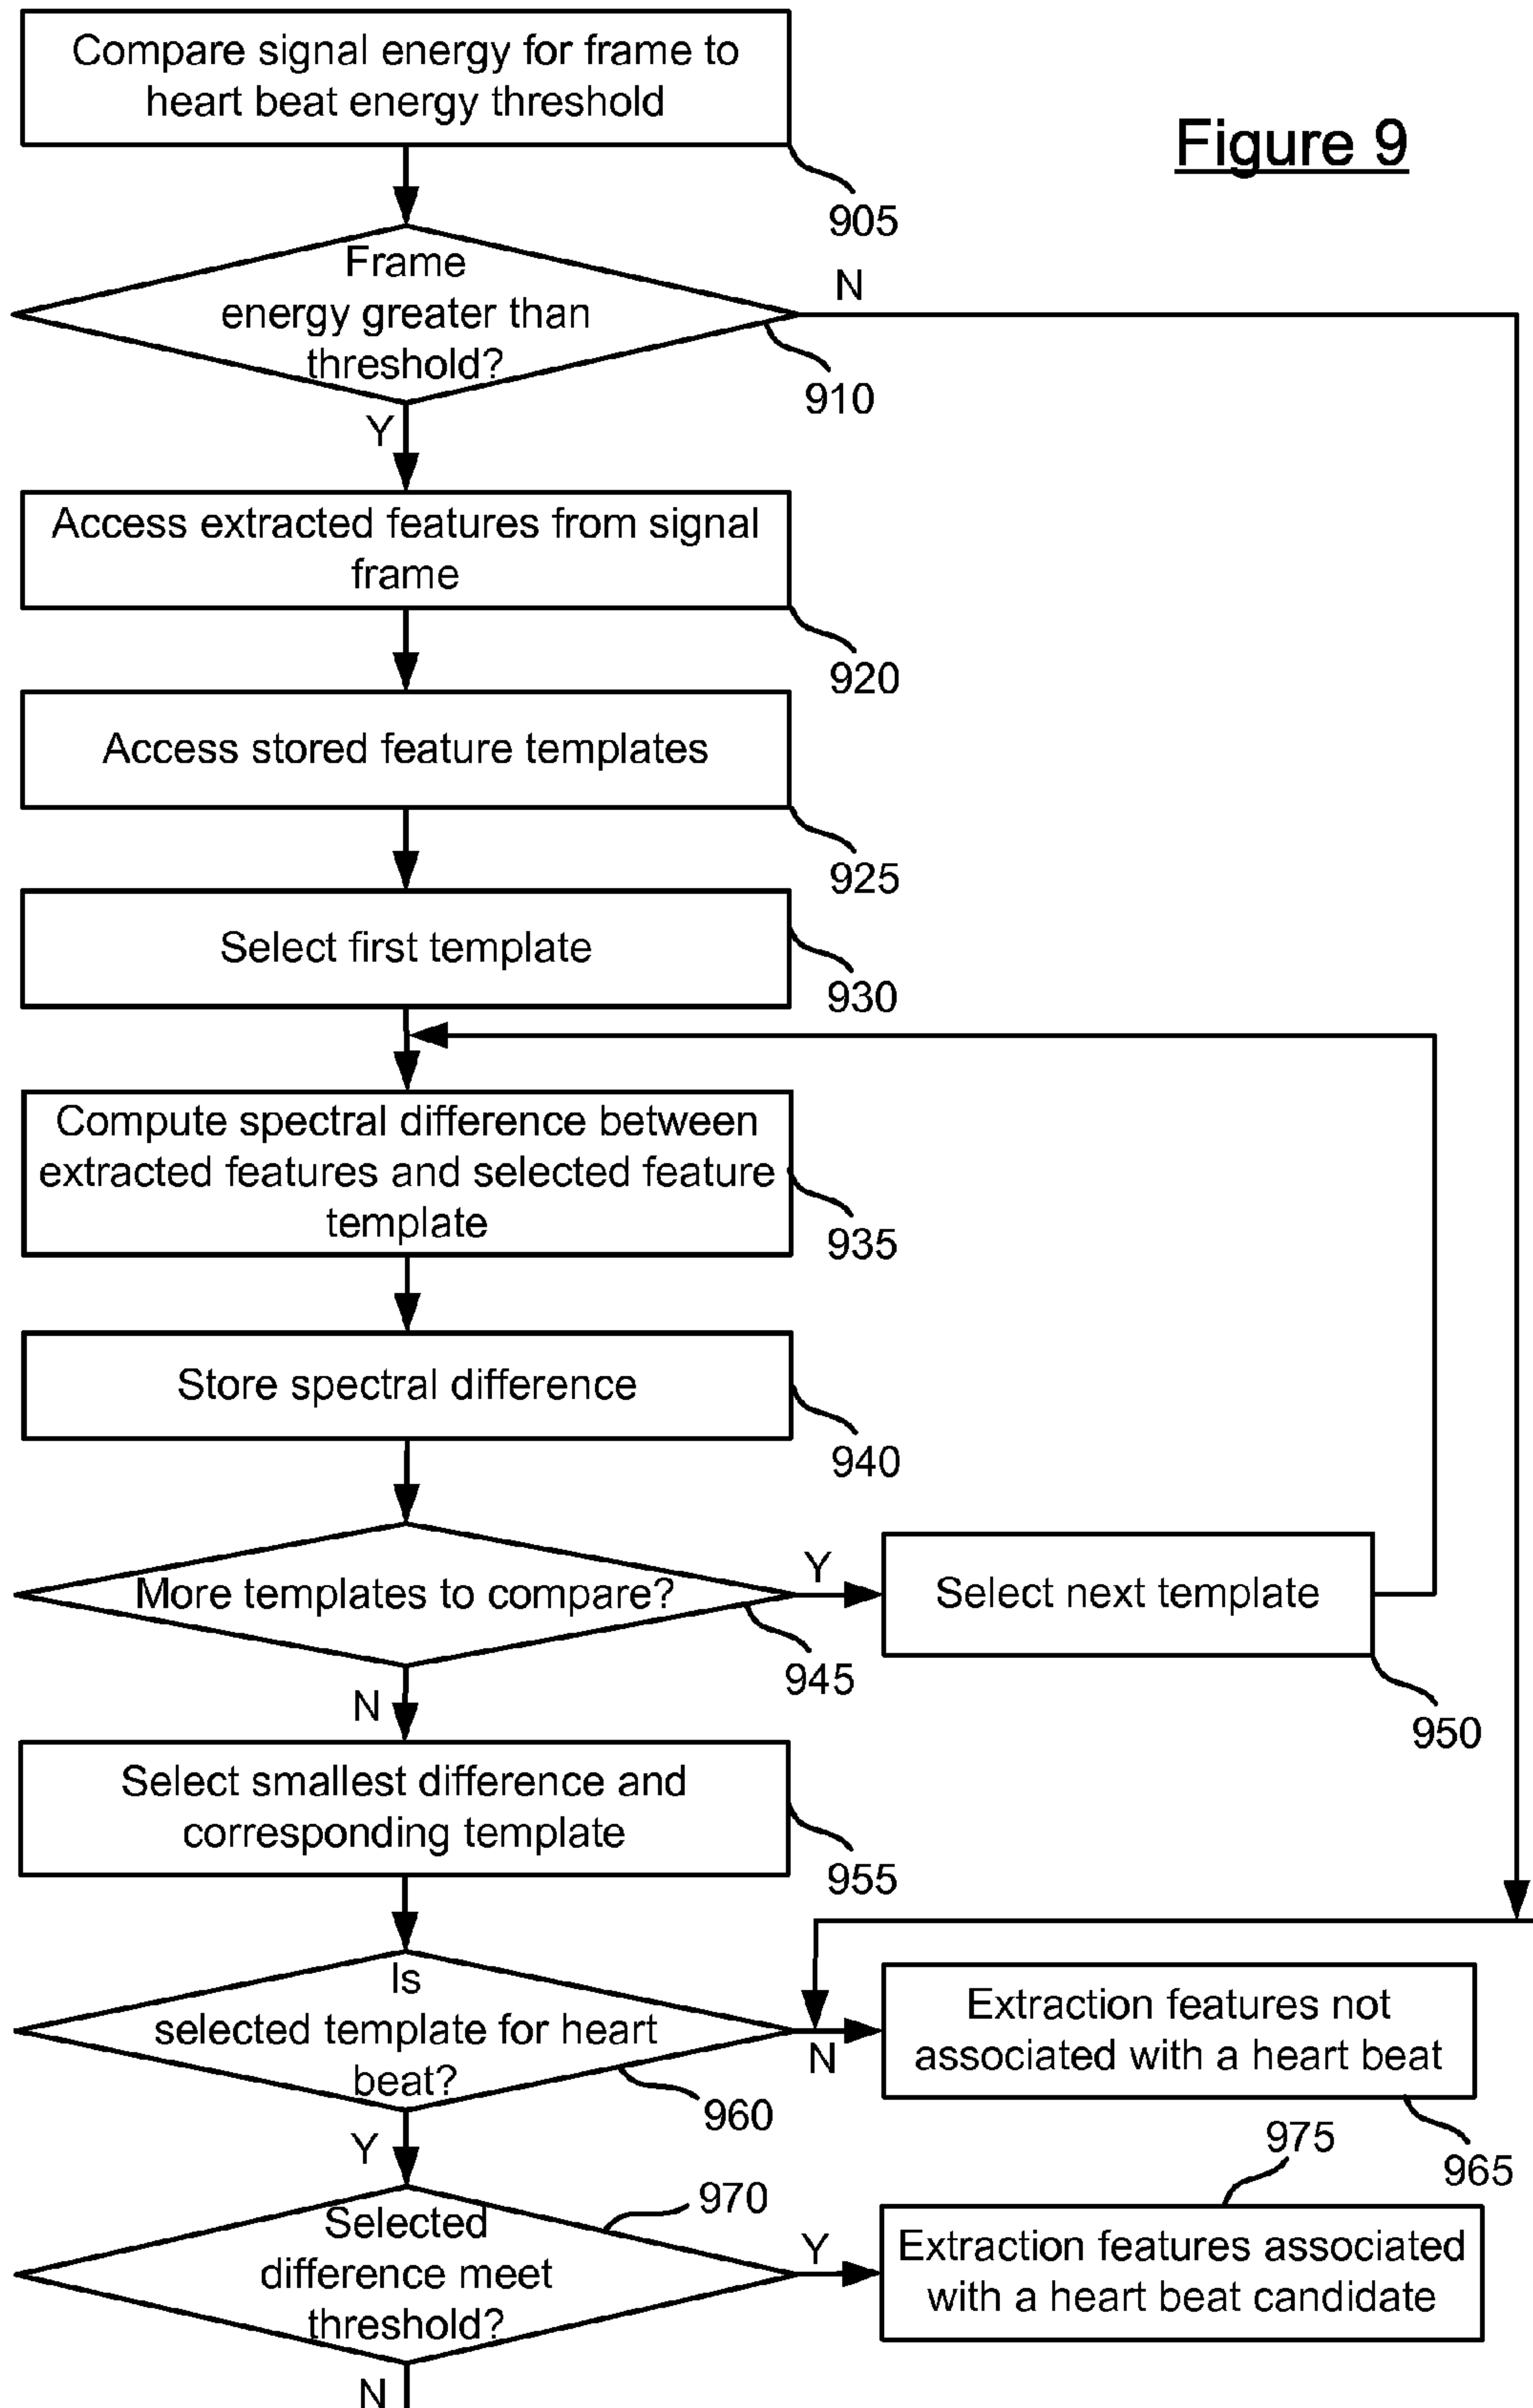 Compare signal energy for frame to
heart beat energy threshold
Figure 9
905
Frame
energy greater than
threshold?
N
910
Y
Access extracted features from signal
frame
920
Access stored feature templates
925
Select first template
930
Compute spectral difference between
extracted features and selected feature
template
935
Store spectral difference
940
More templates to compare?
Y
Select next template
945
950
N
Select smallest difference and
corresponding template
955
Is
selected template for heart
beat?
N
Extraction features not
associated with a heart beat
960
965
Y
975
970
Selected
difference meet
threshold?
Y
Extraction features associated
with a heart beat candidate
N